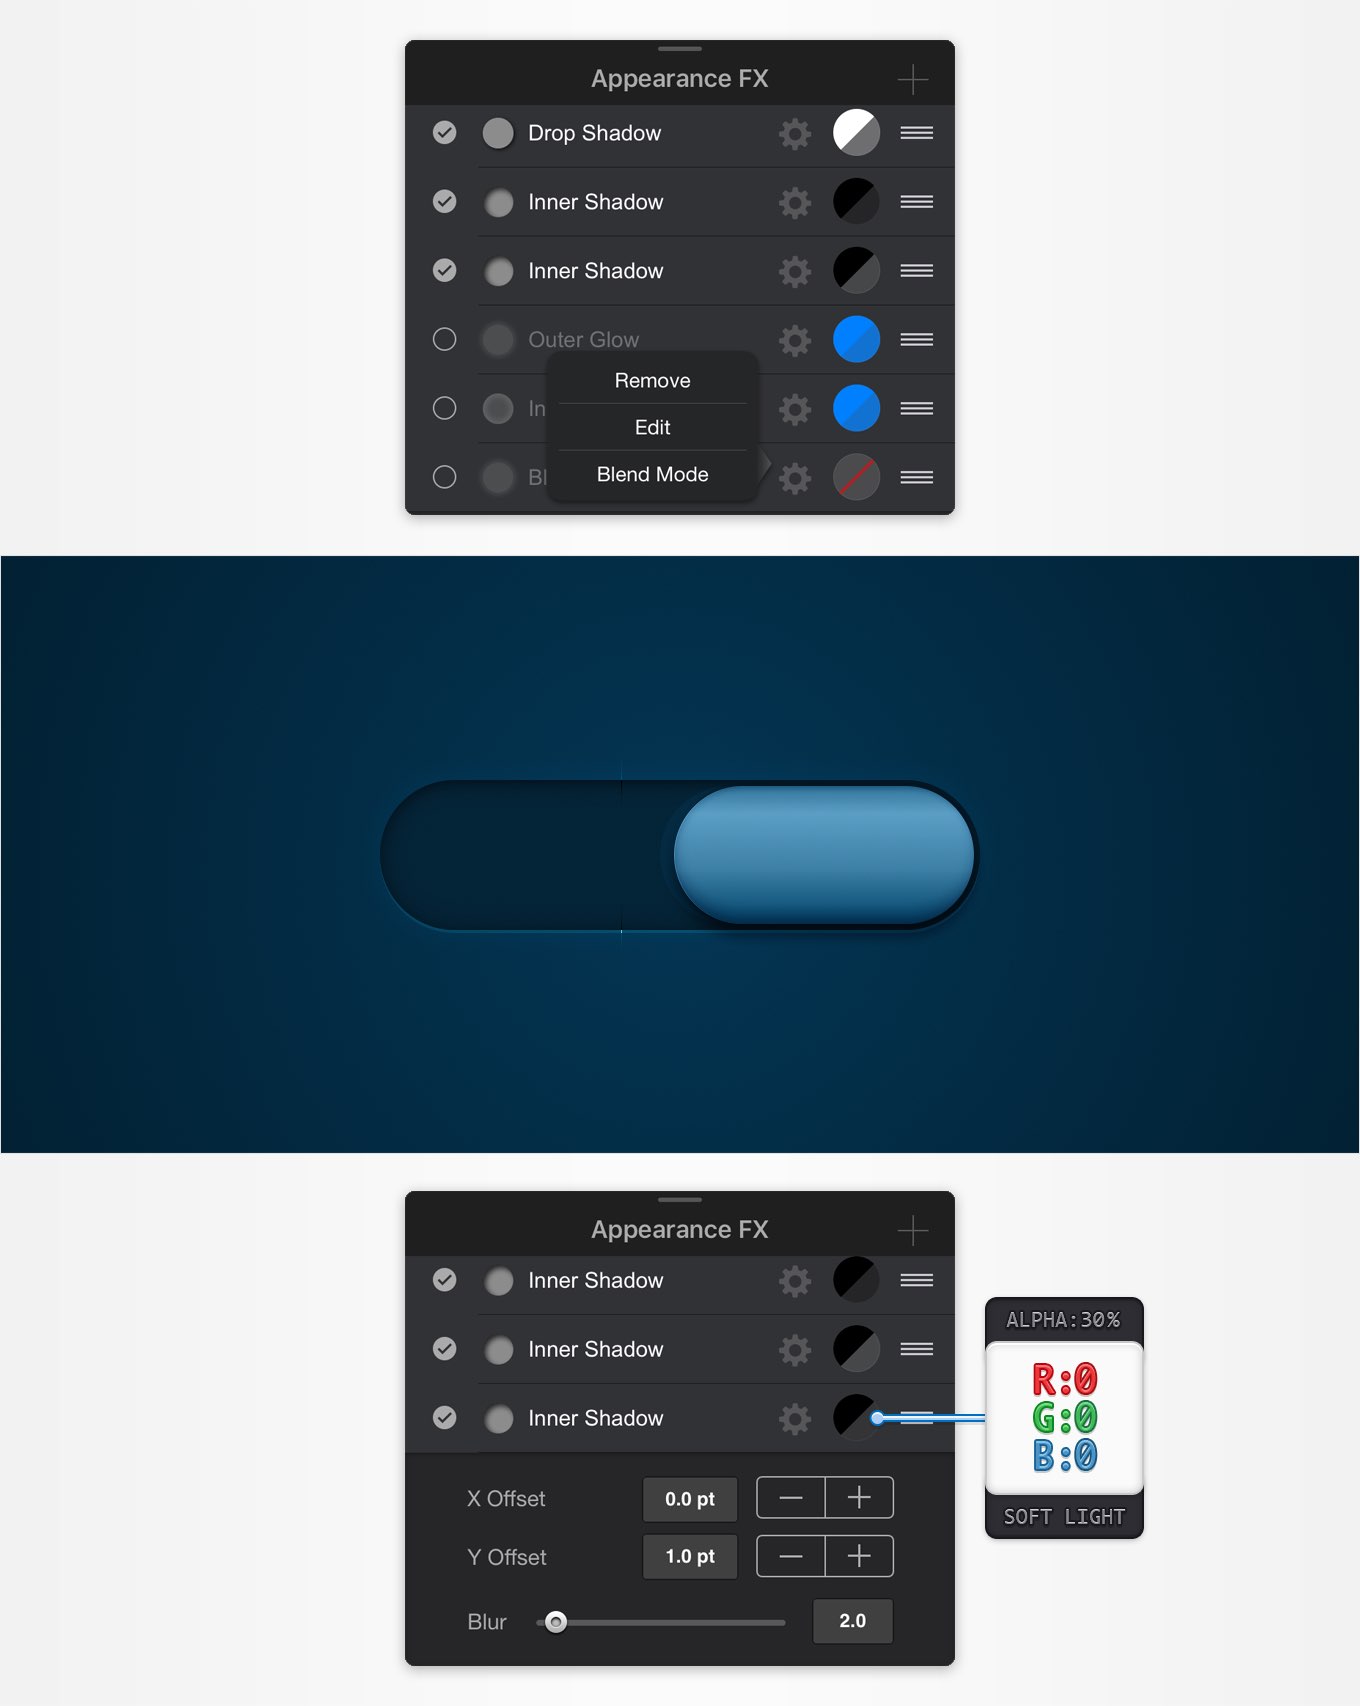 Appearance FX
Drop Shadow
Inner Shadow
Inner Shadow
Outer Glow
In
Bl
Remove
Edit
Blend Mode
Appearance FX
Inner Shadow
Inner Shadow
Inner Shadow
X Offset 0.0 pt
Y Offset 1.0 pt
Blur 2.0
ALPHA:30%
R:0
G:0
B:0
SOFT LIGHT